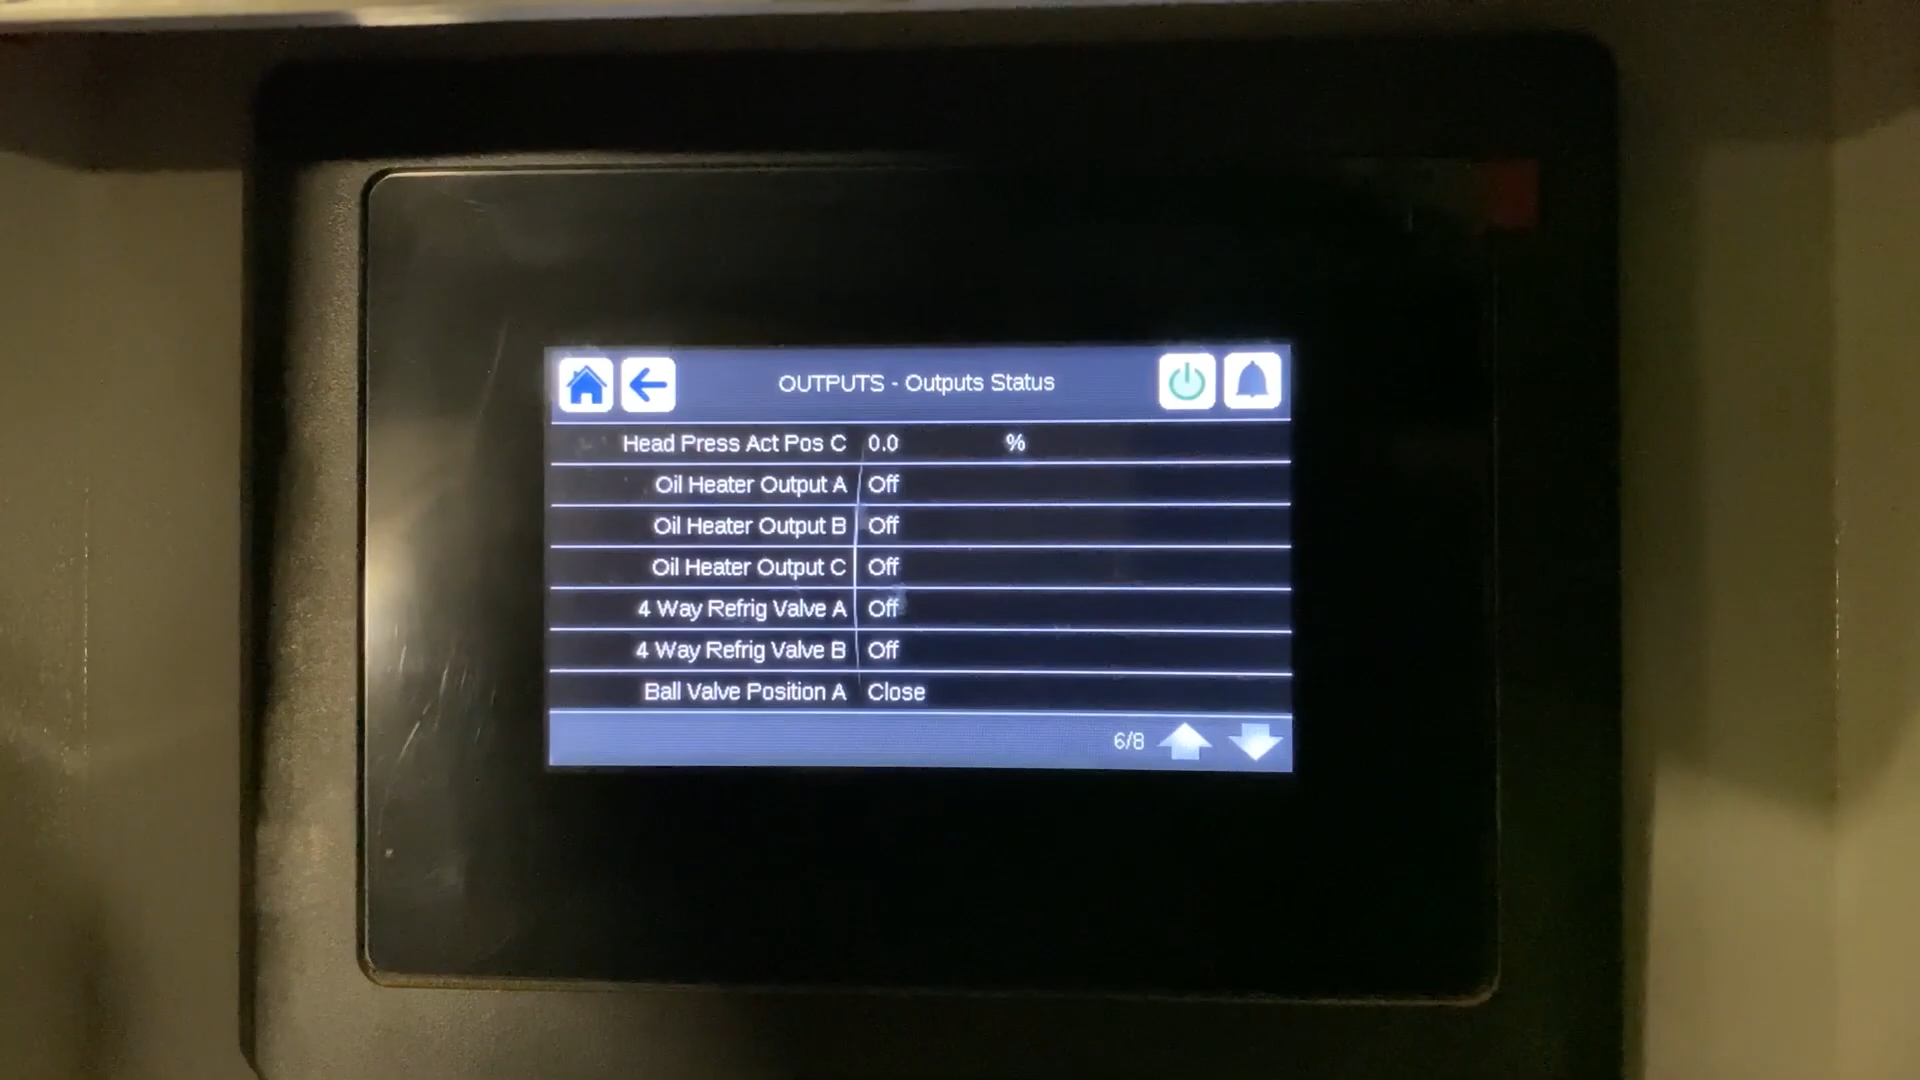 OUTPUTS - Outputs Status
Head Press Act Pos C 0.0 %
Oil Heater Output A Off
Oil Heater Output B Off
Oil Heater Output C Off
4 Way Refrig Valve A Off
4 Way Refrig Valve B Off
Ball Valve Position A Close
6/8